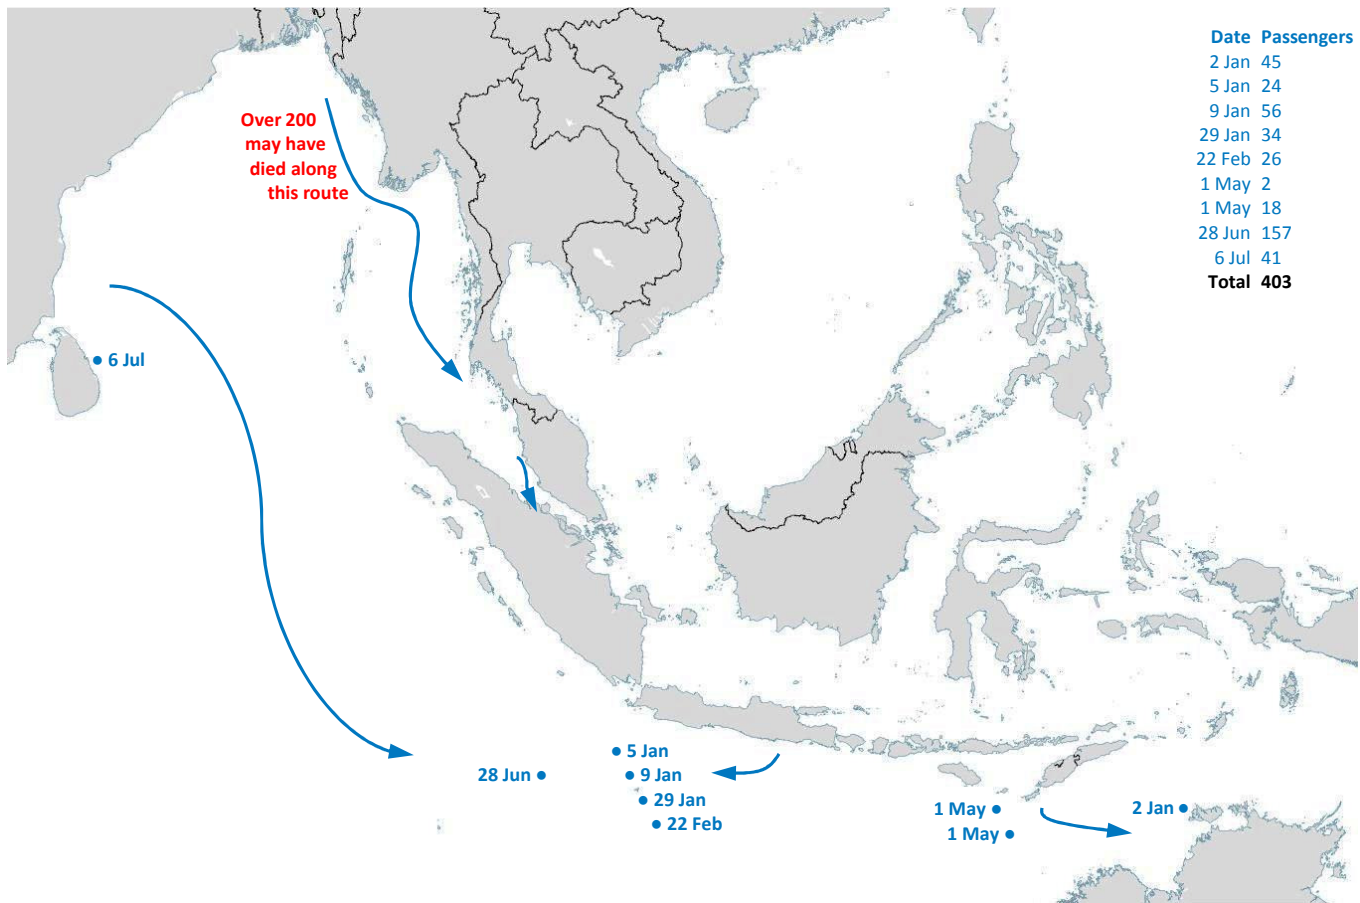 Date Passengers
2 Jan 45
5 Jan 24
9 Jan 56
29 Jan 34
22 Feb 26
1 May 2
1 May 18
28 Jun 157
6 Jul 41
Total 403
Over 200
may have
died along
this route
6 Jul
5 Jan
28 Jun
9 Jan
29 Jan
22 Feb
1 May
2 Jan
1 May